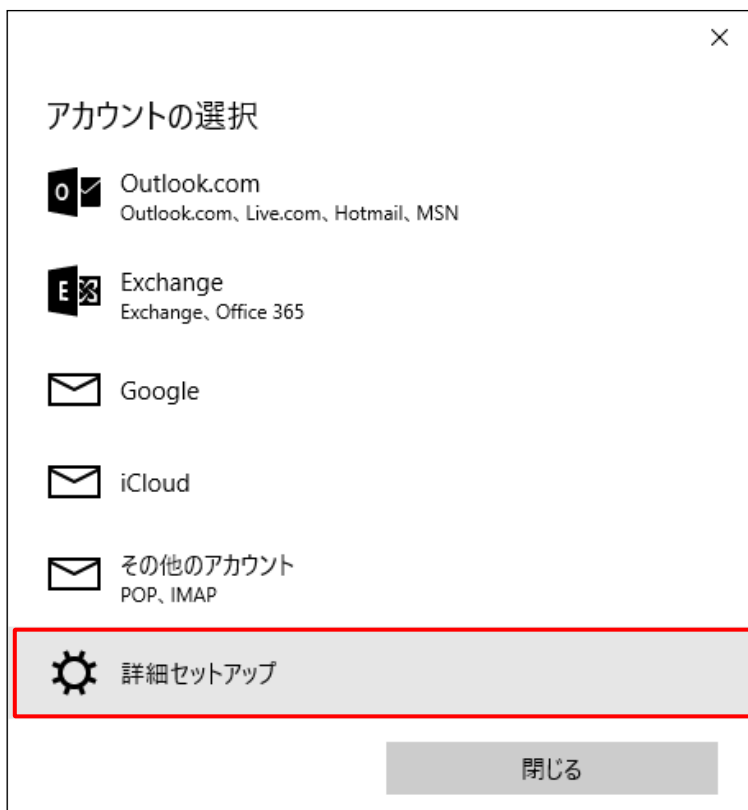 アカウントの選択
Outlook.com
Outlook.com、Live.com、Hotmail、MSN
Exchange
Exchange、Office 365
Google
iCloud
その他のアカウント
POP、IMAP
詳細セットアップ
閉じる